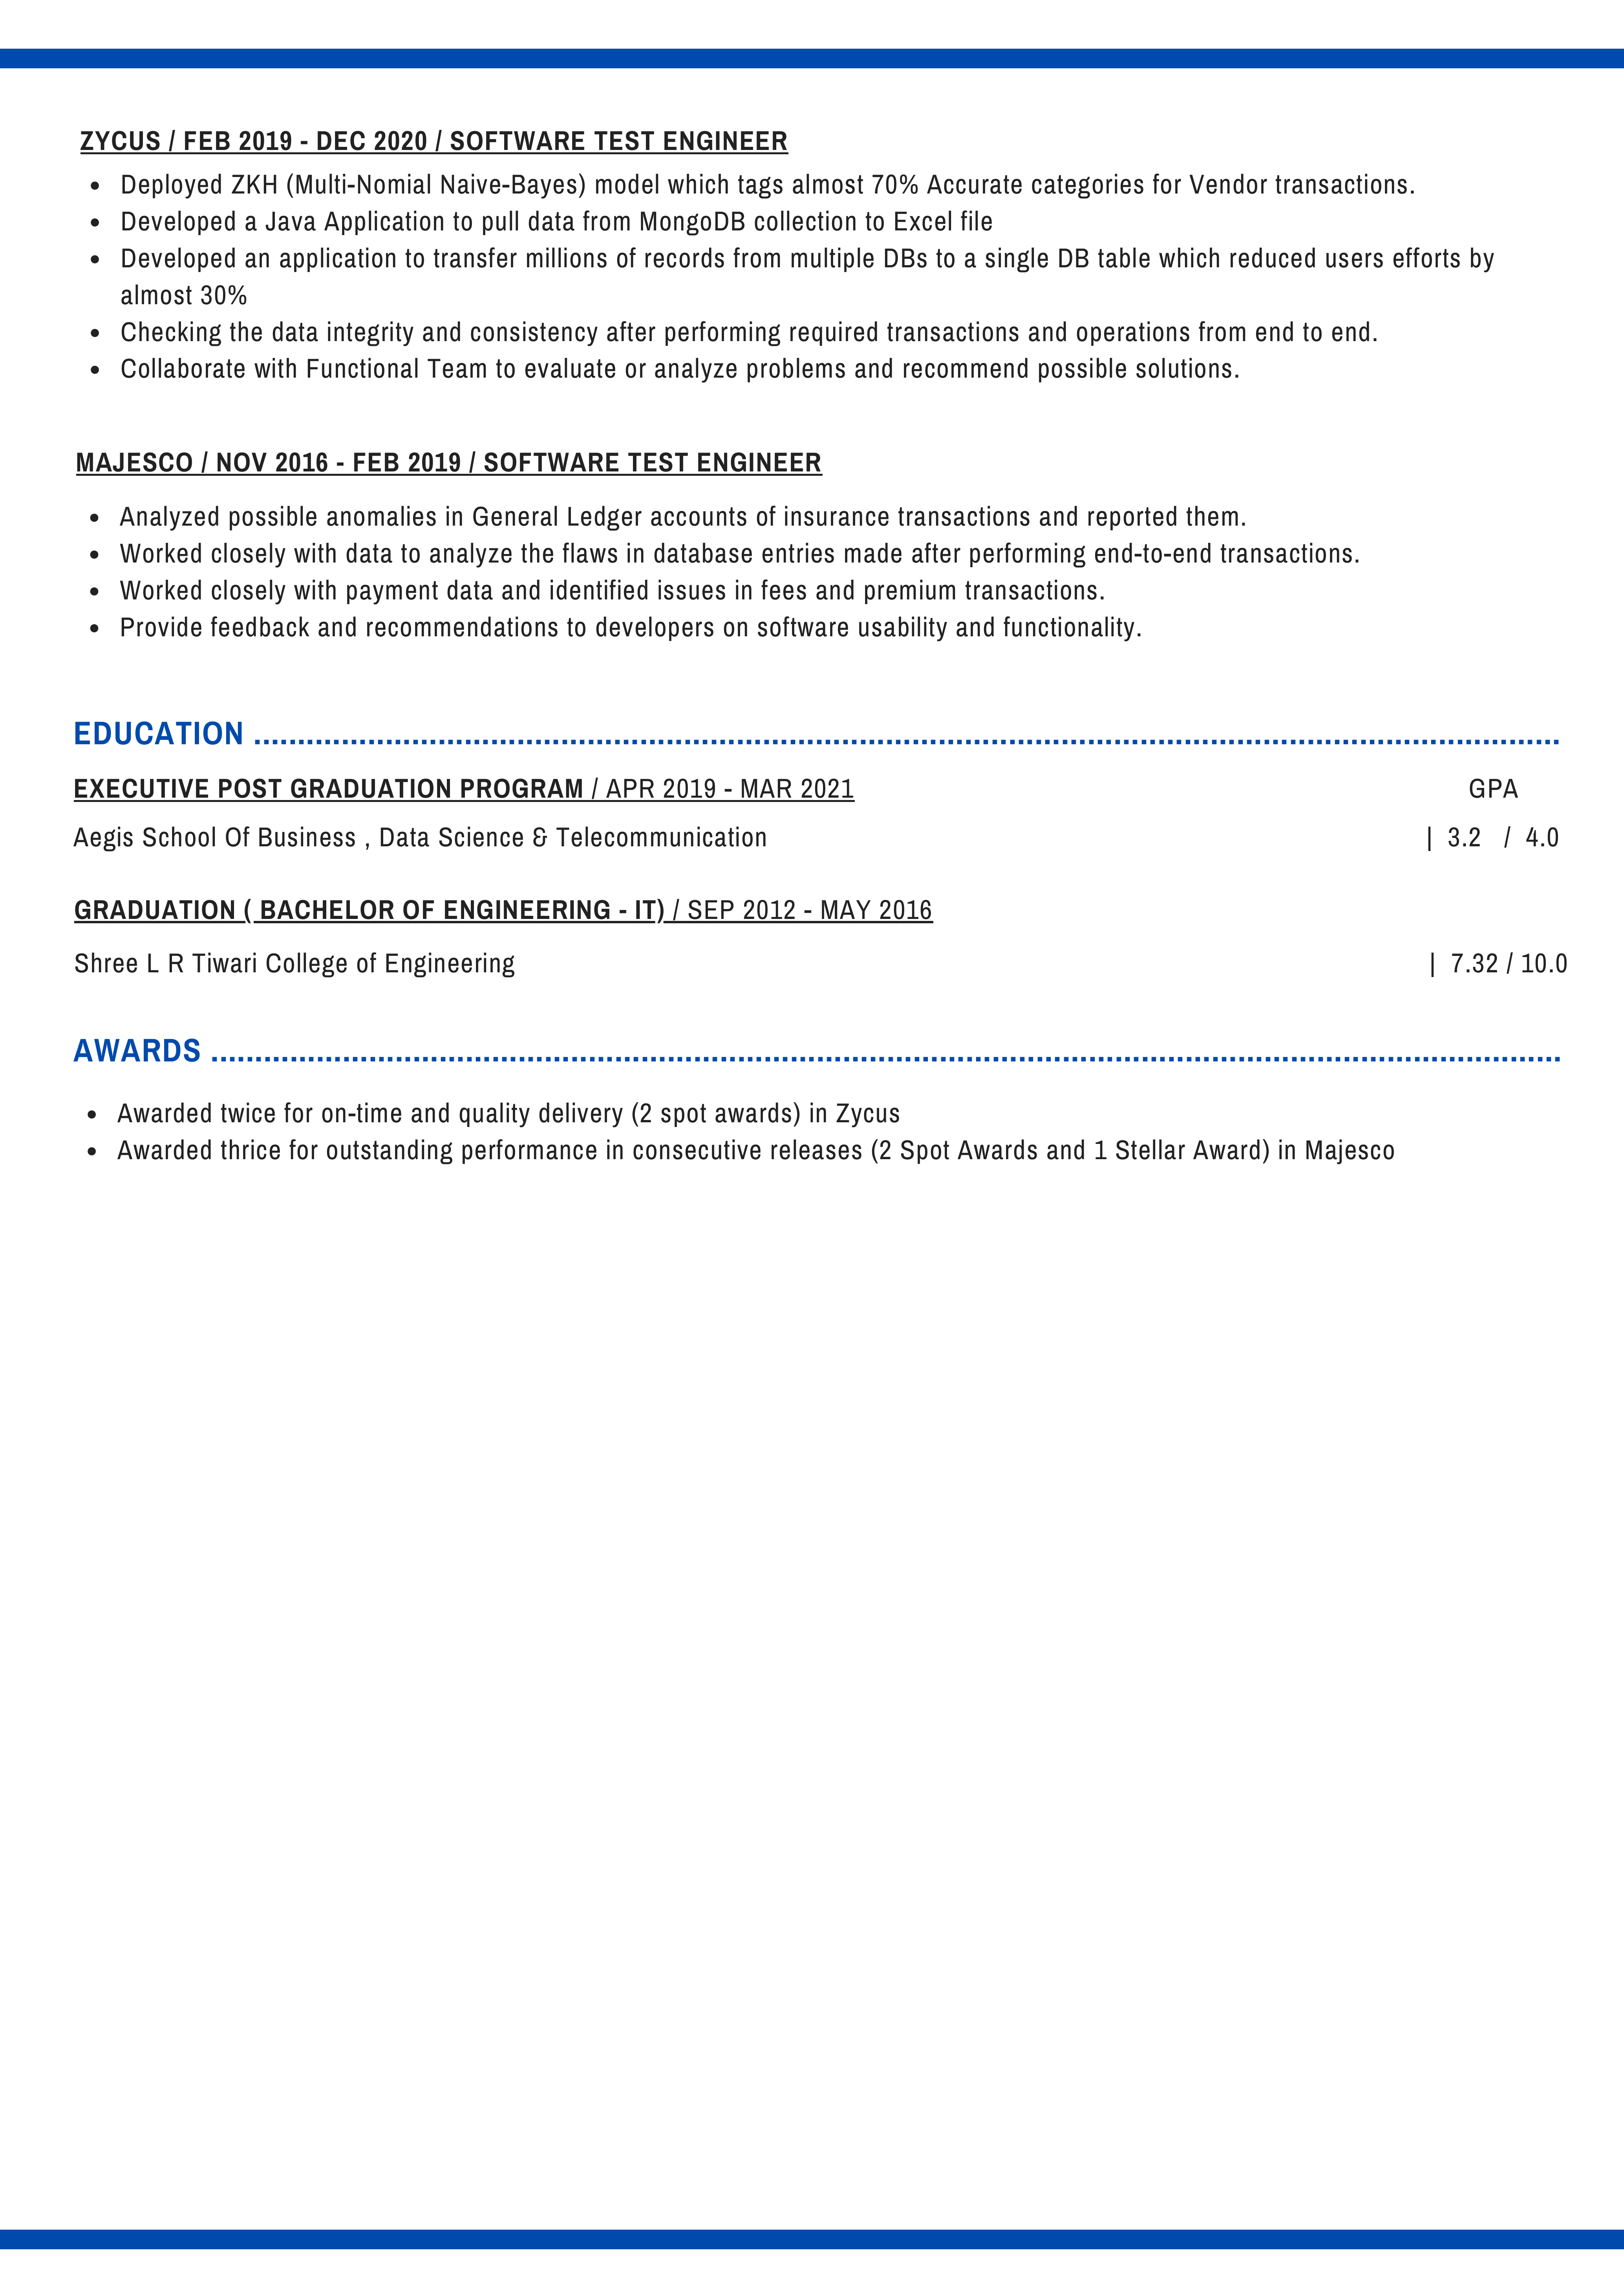 ZYCUS / FEB 2019 - DEC 2020 / SOFTWARE TEST ENGINEER
• Deployed ZKH (Multi-Nomial Naive-Bayes) model which tags almost 70% Accurate categories for Vendor transactions.
• Developed a Java Application to pull data from MongoDB collection to Excel file
• Developed an application to transfer millions of records from multiple DBs to a single DB table which reduced users efforts by
almost 30%
• Checking the data integrity and consistency after performing required transactions and operations from end to end.
• Collaborate with Functional Team to evaluate or analyze problems and recommend possible solutions.
MAJESCO / NOV 2016 - FEB 2019 / SOFTWARE TEST ENGINEER
• Analyzed possible anomalies in General Ledger accounts of insurance transactions and reported them.
• Worked closely with data to analyze the flaws in database entries made after performing end-to-end transactions.
• Worked closely with payment data and identified issues in fees and premium transactions.
• Provide feedback and recommendations to developers on software usability and functionality.
EDUCATION
EXECUTIVE POST GRADUATION PROGRAM / APR 2019 - MAR 2021 GPA
Aegis School Of Business , Data Science & Telecommunication | 3.2 / 4.0
GRADUATION ( BACHELOR OF ENGINEERING - IT) / SEP 2012 - MAY 2016
Shree L R Tiwari College of Engineering | 7.32 / 10.0
AWARDS
• Awarded twice for on-time and quality delivery (2 spot awards) in Zycus
• Awarded thrice for outstanding performance in consecutive releases (2 Spot Awards and 1 Stellar Award) in Majesco